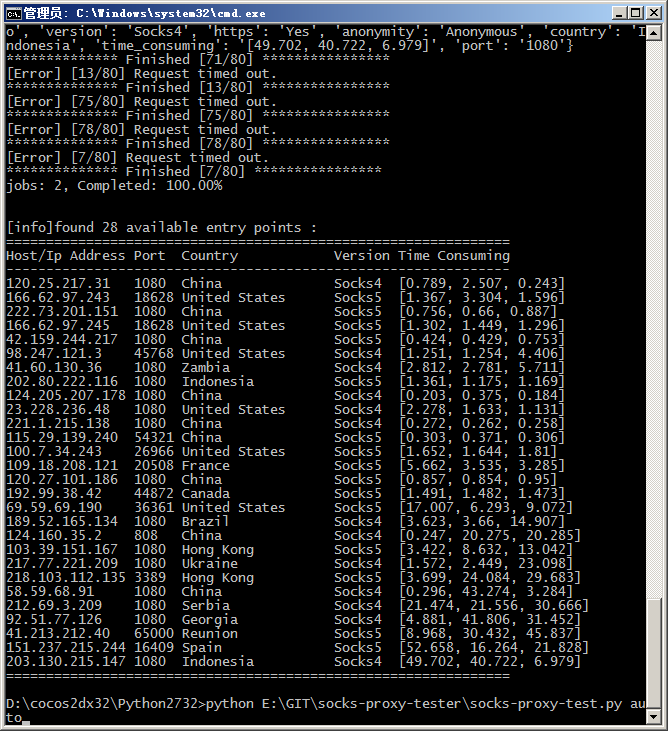 管理员: C:\Windows\system32\cmd.exe
o', 'version': 'Socks4', 'https': 'Yes', 'anonymity': 'Anonymous', 'country': 'I
ndonesia', 'time_consuming': '[49.702, 40.722, 6.979]', 'port': '1080'}
************** Finished [71/80] ****************
[Error] [13/80] Request timed out.
************** Finished [13/80] ****************
[Error] [75/80] Request timed out.
************** Finished [75/80] ****************
[Error] [78/80] Request timed out.
************** Finished [78/80] ****************
[Error] [7/80] Request timed out.
************** Finished [7/80] ****************
jobs: 2, Completed: 100.00%
[info]found 28 available entry points :
================================================================
Host/Ip Address Port  Country            Version Time Consuming
----------------------------------------------------------------
120.25.217.31   1080  China              Socks4  [0.789, 2.507, 0.243]
166.62.97.243   18628 United States      Socks5  [1.367, 3.304, 1.596]
222.73.201.151  1080  China              Socks5  [0.756, 0.66, 0.887]
166.62.97.245   18628 United States      Socks5  [1.302, 1.449, 1.296]
42.159.244.217  1080  China              Socks5  [0.424, 0.429, 0.753]
98.247.121.3    45768 United States      Socks4  [1.251, 1.254, 4.406]
41.60.130.36    1080  Zambia             Socks4  [2.812, 2.781, 5.711]
202.80.222.116  1080  Indonesia          Socks5  [1.361, 1.175, 1.169]
124.205.207.178 1080  China              Socks4  [0.203, 0.375, 0.184]
23.228.236.48   1080  United States      Socks4  [2.278, 1.633, 1.131]
221.1.215.138   1080  China              Socks4  [0.272, 0.262, 0.258]
115.29.139.240  54321 China              Socks5  [0.303, 0.371, 0.306]
100.7.34.243    26966 United States      Socks5  [1.652, 1.644, 1.81]
109.18.208.121  20508 France             Socks5  [5.662, 3.535, 3.285]
120.27.101.186  1080  China              Socks5  [0.857, 0.854, 0.95]
192.99.38.42    44872 Canada             Socks5  [1.491, 1.482, 1.473]
69.59.69.190    36361 United States      Socks5  [17.007, 6.293, 9.072]
189.52.165.134  1080  Brazil             Socks4  [3.623, 3.66, 14.907]
124.160.35.2    808   China              Socks4  [0.247, 20.275, 20.285]
103.39.151.167  1080  Hong Kong          Socks5  [3.422, 8.632, 13.042]
217.77.221.209  1080  Ukraine            Socks4  [1.572, 2.449, 23.098]
218.103.112.135 3389  Hong Kong          Socks5  [3.699, 24.084, 29.683]
58.59.68.91     1080  China              Socks4  [0.296, 43.274, 3.284]
212.69.3.209    1080  Serbia             Socks4  [21.474, 21.556, 30.666]
92.51.77.126    1080  Georgia            Socks4  [4.881, 41.806, 31.452]
41.213.212.40   65000 Reunion            Socks4  [8.968, 30.432, 45.837]
151.237.215.244 16409 Spain              Socks5  [52.658, 16.264, 21.828]
203.130.215.147 1080  Indonesia          Socks4  [49.702, 40.722, 6.979]
================================================================
D:\cocos2dx32\Python2732>python E:\GIT\socks-proxy-tester\socks-proxy-test.py au
to_